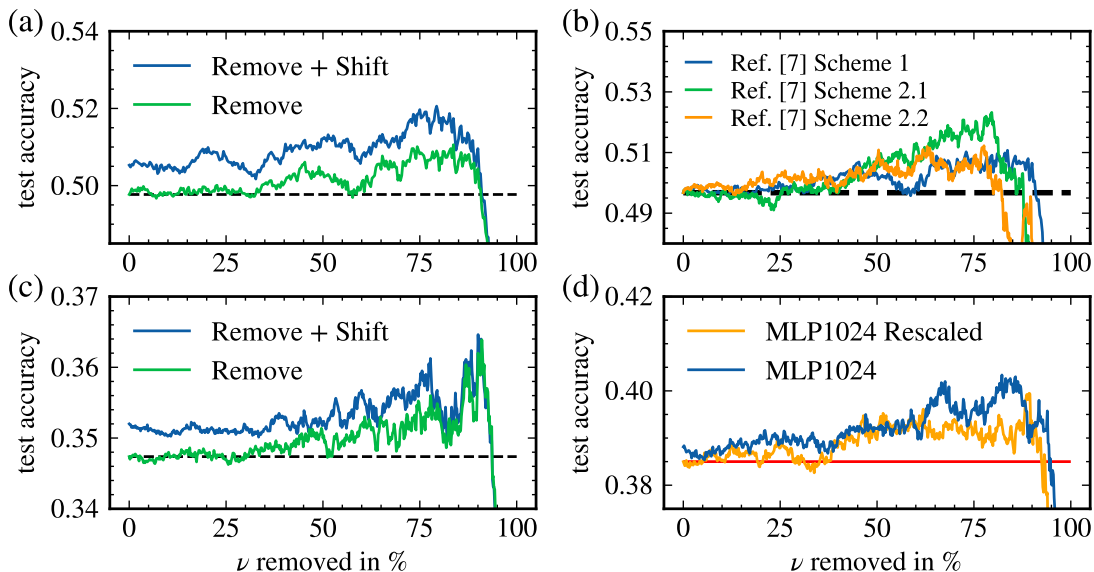 (a)
0.54
0.52
0.50
test accuracy
Remove + Shift
Remove
0
25
50
75
100
(b)
0.55
0.53
0.51
0.49
test accuracy
Ref. [7] Scheme 1
Ref. [7] Scheme 2.1
Ref. [7] Scheme 2.2
0
25
50
75
100
(c)
0.37
0.36
0.35
0.34
test accuracy
Remove + Shift
Remove
0
25
50
75
100
ν removed in %
(d)
0.42
0.40
0.38
test accuracy
MLP1024 Rescaled
MLP1024
0
25
50
75
100
ν removed in %